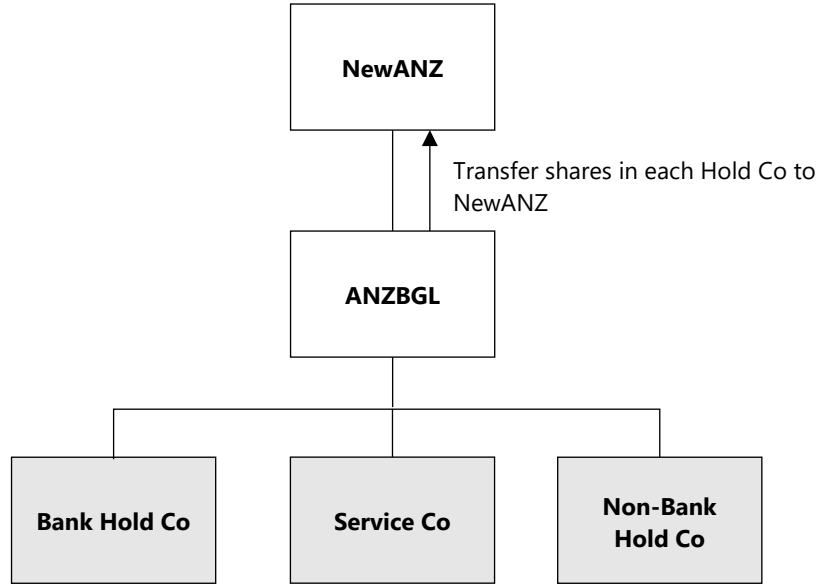 NewANZ
Transfer shares in each Hold Co to
NewANZ
ANZBGL
Bank Hold Co
Service Co
Non-Bank
Hold Co